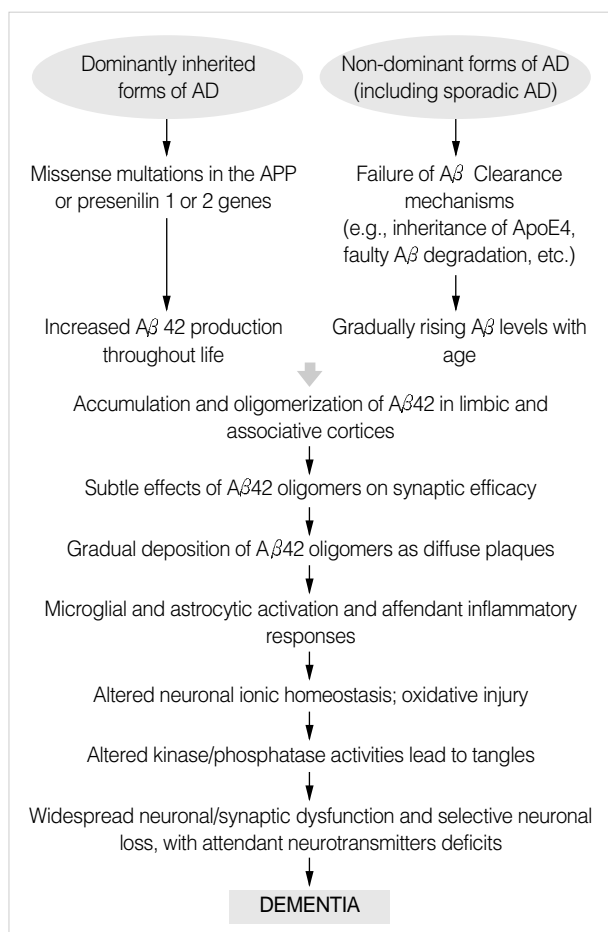 Dominantly inherited
forms of AD
Non-dominant forms of AD
(including sporadic AD)
Missense multations in the APP
or presenilin 1 or 2 genes
Failure of Aβ Clearance
mechanisms
(e.g., inheritance of ApoE4,
faulty Aβ degradation, etc.)
Increased Aβ 42 production
throughout life
Gradually rising Aβ levels with
age
Accumulation and oligomerization of Aβ42 in limbic and
associative cortices
Subtle effects of Aβ42 oligomers on synaptic efficacy
Gradual deposition of Aβ42 oligomers as diffuse plaques
Microglial and astrocytic activation and affendant inflammatory
responses
Altered neuronal ionic homeostasis; oxidative injury
Altered kinase/phosphatase activities lead to tangles
Widespread neuronal/synaptic dysfunction and selective neuronal
loss, with attendant neurotransmitters deficits
DEMENTIA